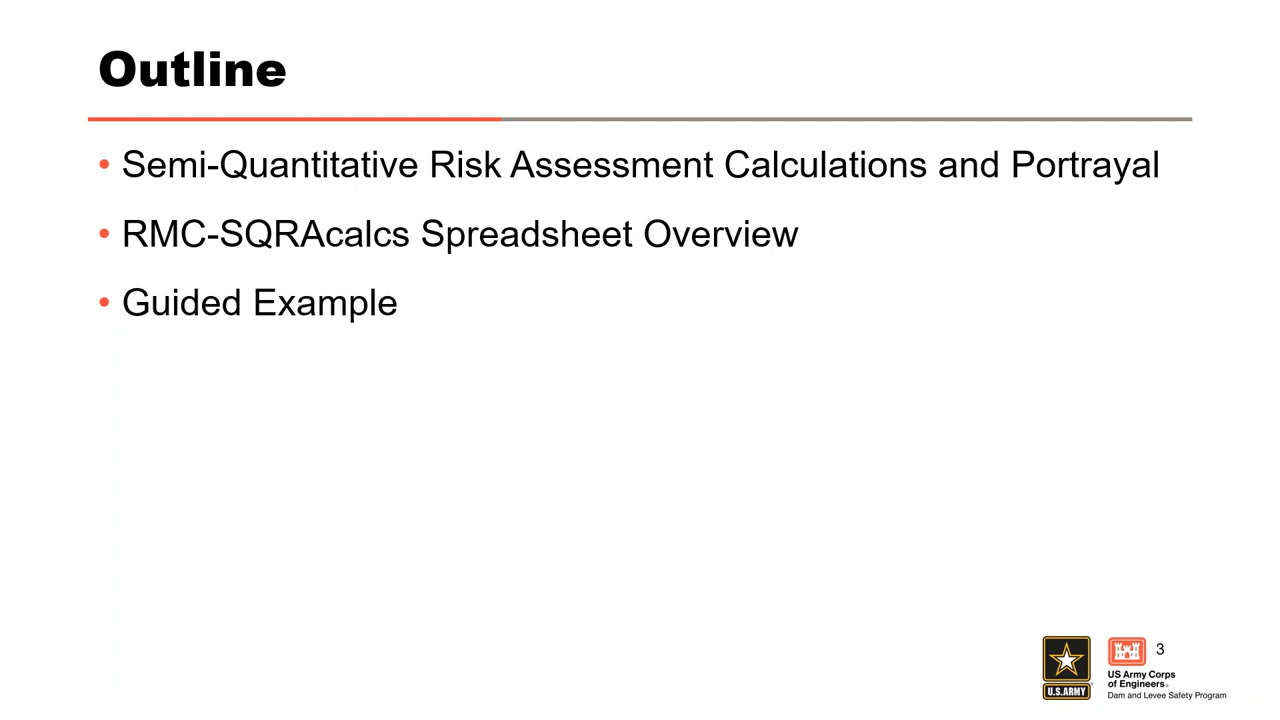 Outline
• Semi-Quantitative Risk Assessment Calculations and Portrayal
• RMC-SQRAcalcs Spreadsheet Overview
• Guided Example
3
U.S.ARMY
US Army Corps
of Engineers®
Dam and Levee Safety Program